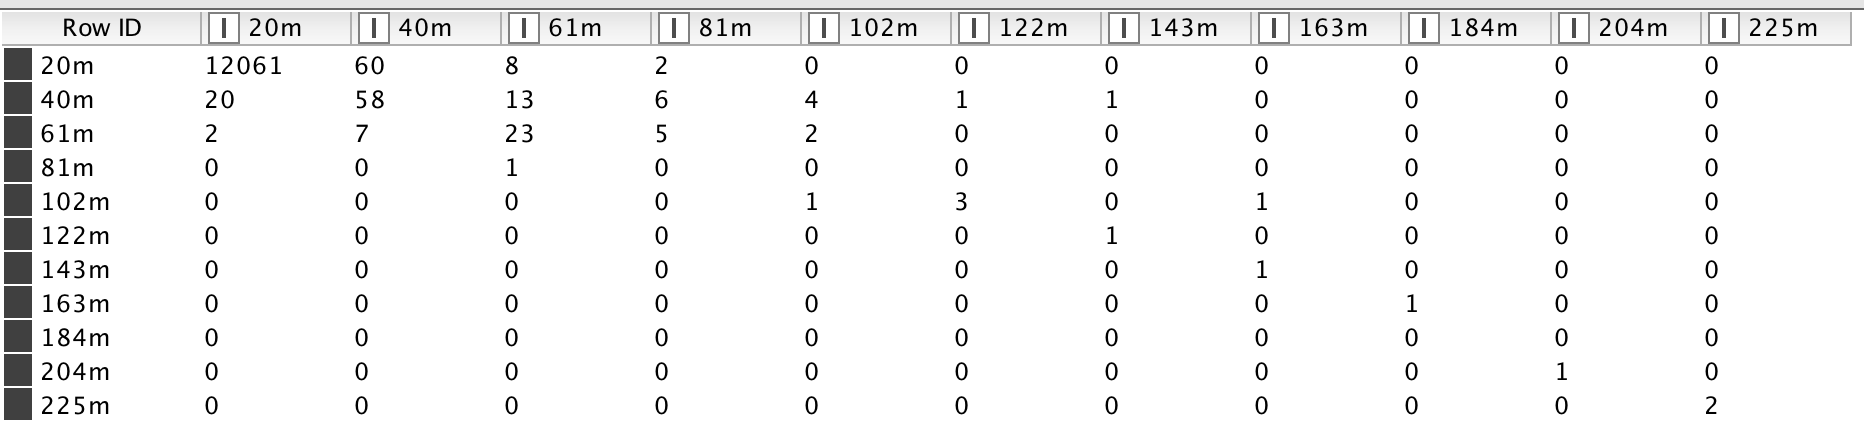 Row ID I 20m I 40m I 61m I 81m I 102m I 122m I 143m I 163m I 184m I 204m I 225m
20m 12061 60 8 2 0 0 0 0 0 0 0
40m 20 58 13 6 4 1 1 0 0 0 0
61m 2 7 23 5 2 0 0 0 0 0 0
81m 0 0 1 0 0 0 0 0 0 0 0
102m 0 0 0 0 1 3 0 1 0 0 0
122m 0 0 0 0 0 0 1 0 0 0 0
143m 0 0 0 0 0 0 0 1 0 0 0
163m 0 0 0 0 0 0 0 0 1 0 0
184m 0 0 0 0 0 0 0 0 0 0 0
204m 0 0 0 0 0 0 0 0 0 1 0
225m 0 0 0 0 0 0 0 0 0 0 2